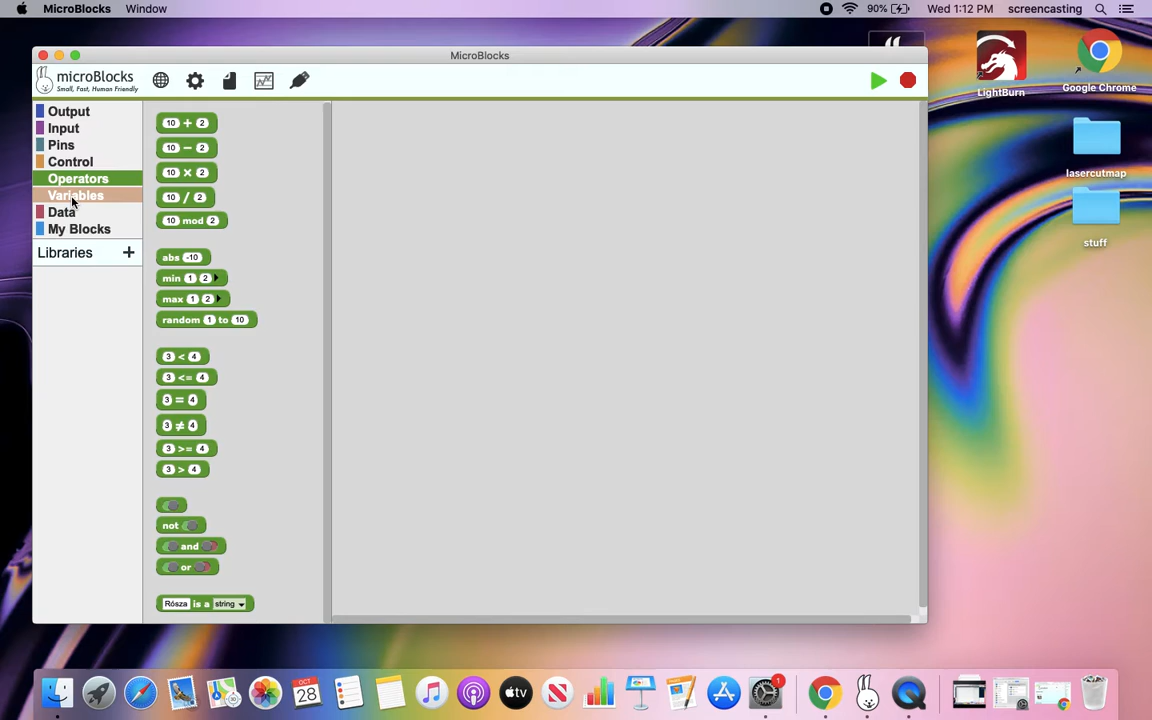 MicroBlocks Window 90% Wed 1:12 PM screencasting
MicroBlocks
microBlocks
Small, Fast, Human Friendly
LightBurn
Google Chrome
lasercutmap
stuff
Output
Input
Pins
Control
Operators
Variables
Data
My Blocks
Libraries +
10 + 2
10 − 2
10 × 2
10 / 2
10 mod 2
abs -10
min 1 2
max 1 2
random 1 to 10
3 < 4
3 <= 4
3 = 4
3 ≠ 4
3 >= 4
3 > 4
not
and
or
Rósza is a string
OCT
28
tv
1